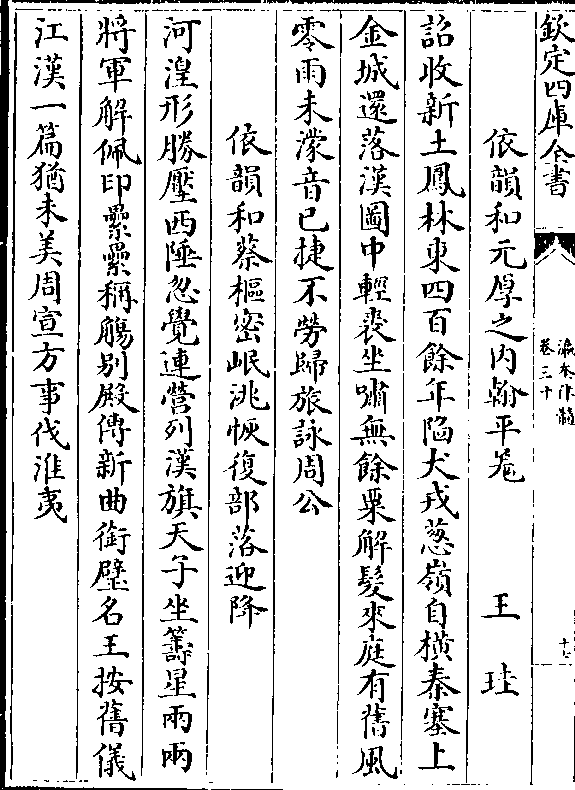 欽定四庫全書
瀛奎律髓
卷三十
依韻和元厚之内翰平羗
王珪
詔收新土鳳林東四百餘年陷犬戎葱嶺自橫秦塞上
金城還落漢圖中輕裘坐嘯無餘粟解髮來庭有舊風
零雨未濛音已捷不勞歸旅詠周公
依韻和蔡樞密岷洮恢復部落迎降
河湟形勝壓西陲忽覺連營列漢旗天子坐籌星兩兩
將軍解佩印纍纍稱觴别殿傳新曲銜璧名王按舊儀
江漢一篇猶未美周宣方事伐淮夷